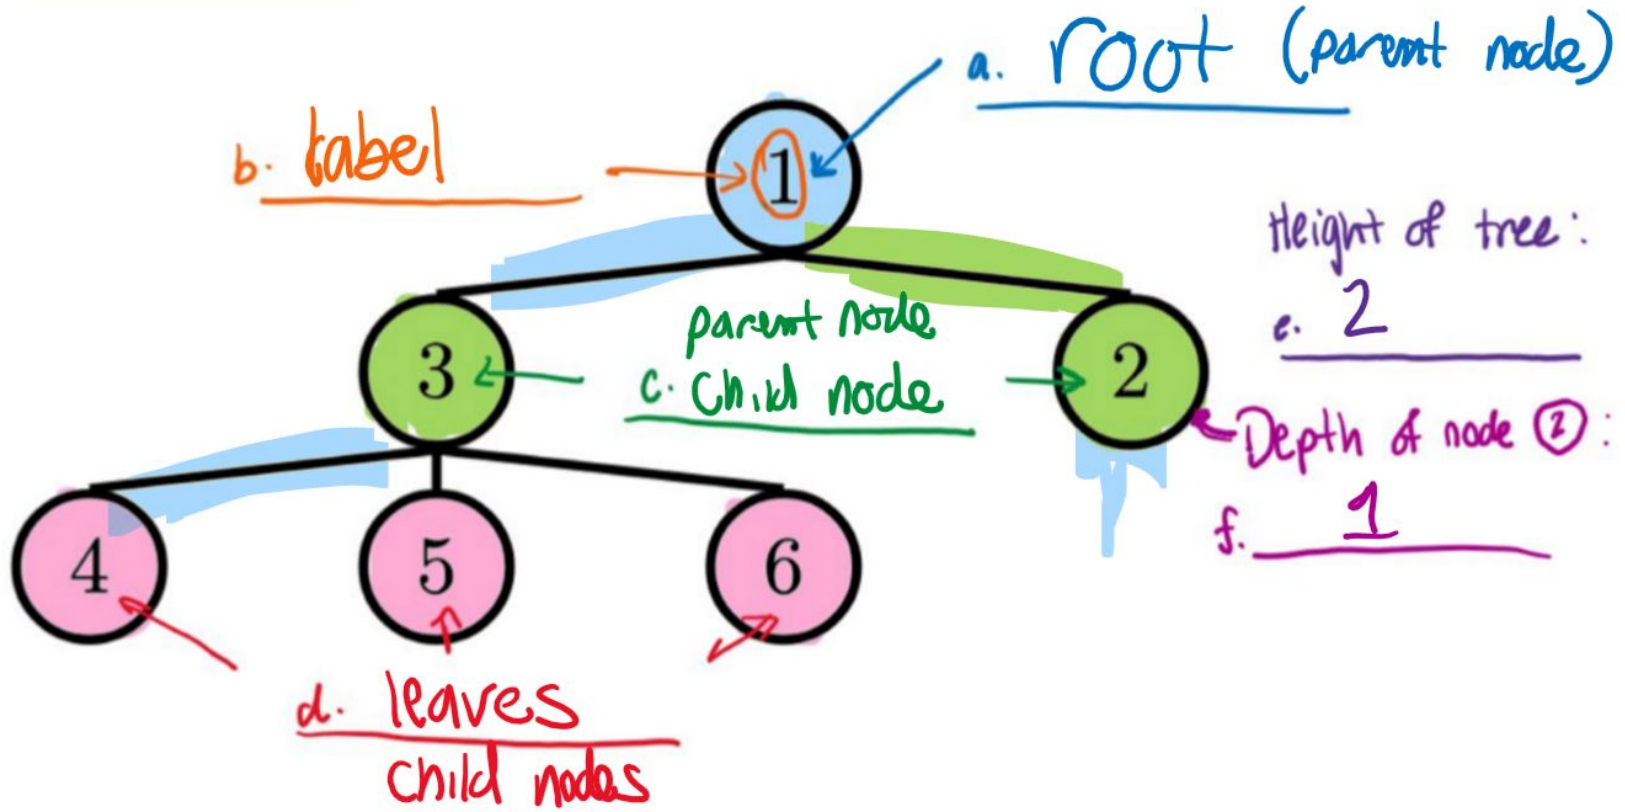 a. root (parent node)
b. label
1
Height of tree:
e. 2
parent node
c. Child node
3
2
Depth of node 2:
f. 1
4
5
6
d. leaves
child nodes